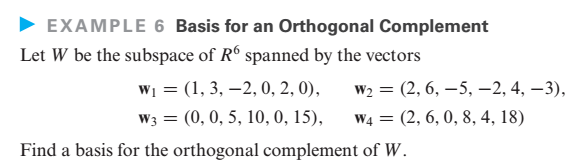 ▶ EXAMPLE 6 Basis for an Orthogonal Complement
Let W be the subspace of R⁶ spanned by the vectors
w₁ = (1, 3, −2, 0, 2, 0), w₂ = (2, 6, −5, −2, 4, −3),
w₃ = (0, 0, 5, 10, 0, 15), w₄ = (2, 6, 0, 8, 4, 18)
Find a basis for the orthogonal complement of W.